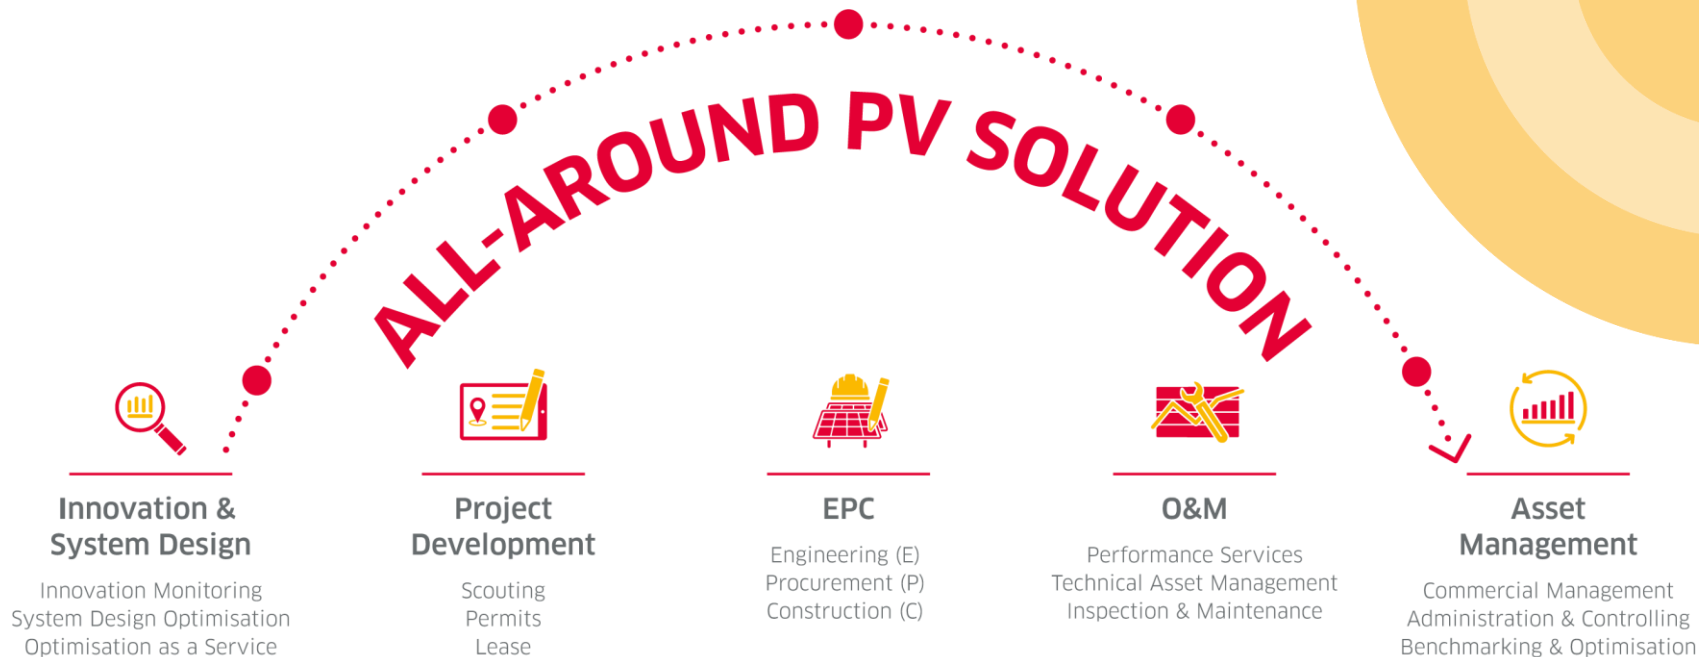 ALL-AROUND PV SOLUTION
Innovation &
System Design
Innovation Monitoring
System Design Optimisation
Optimisation as a Service
Project
Development
Scouting
Permits
Lease
EPC
Engineering (E)
Procurement (P)
Construction (C)
O&M
Performance Services
Technical Asset Management
Inspection & Maintenance
Asset
Management
Commercial Management
Administration & Controlling
Benchmarking & Optimisation